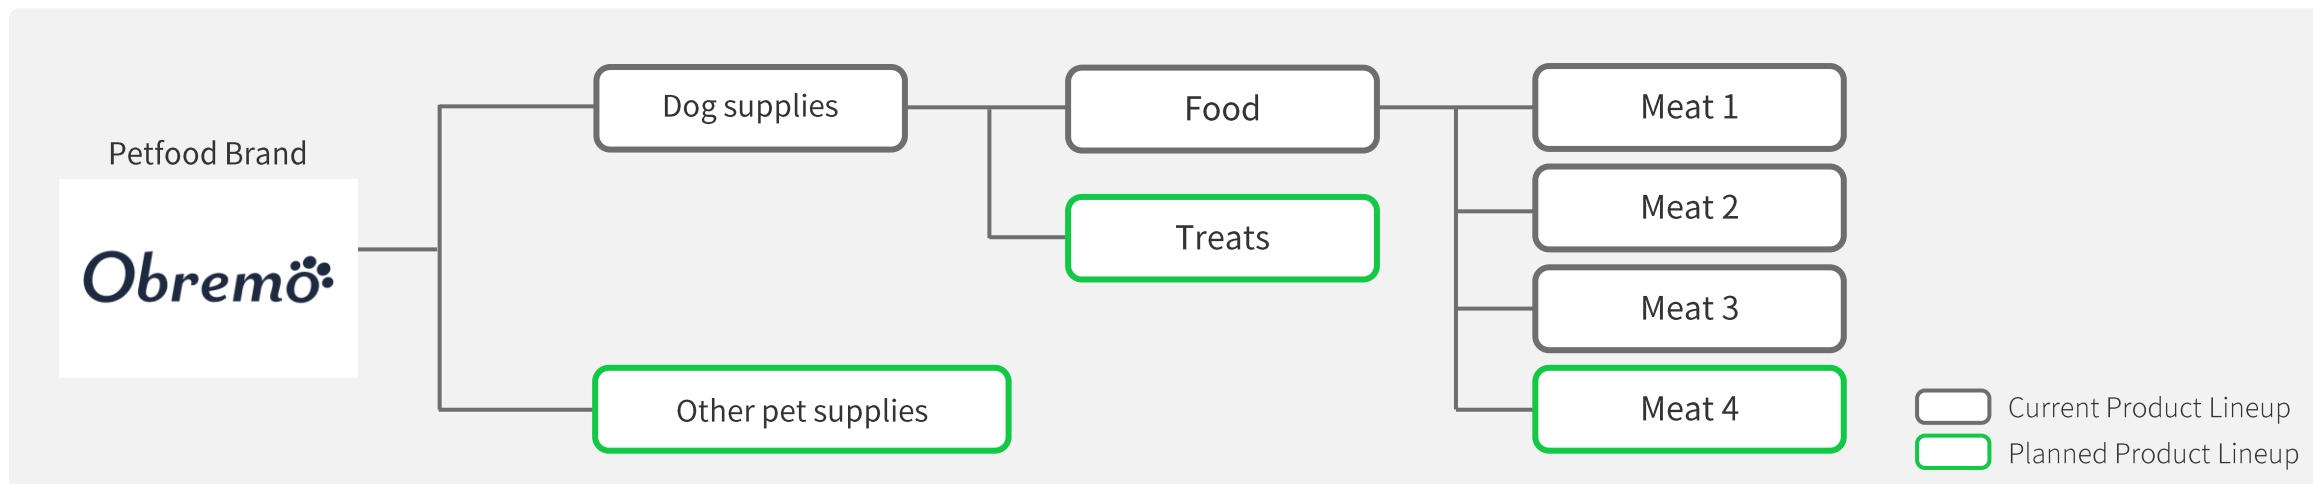 Petfood Brand
Obremo
Dog supplies
Other pet supplies
Food
Treats
Meat 1
Meat 2
Meat 3
Meat 4
Current Product Lineup
Planned Product Lineup